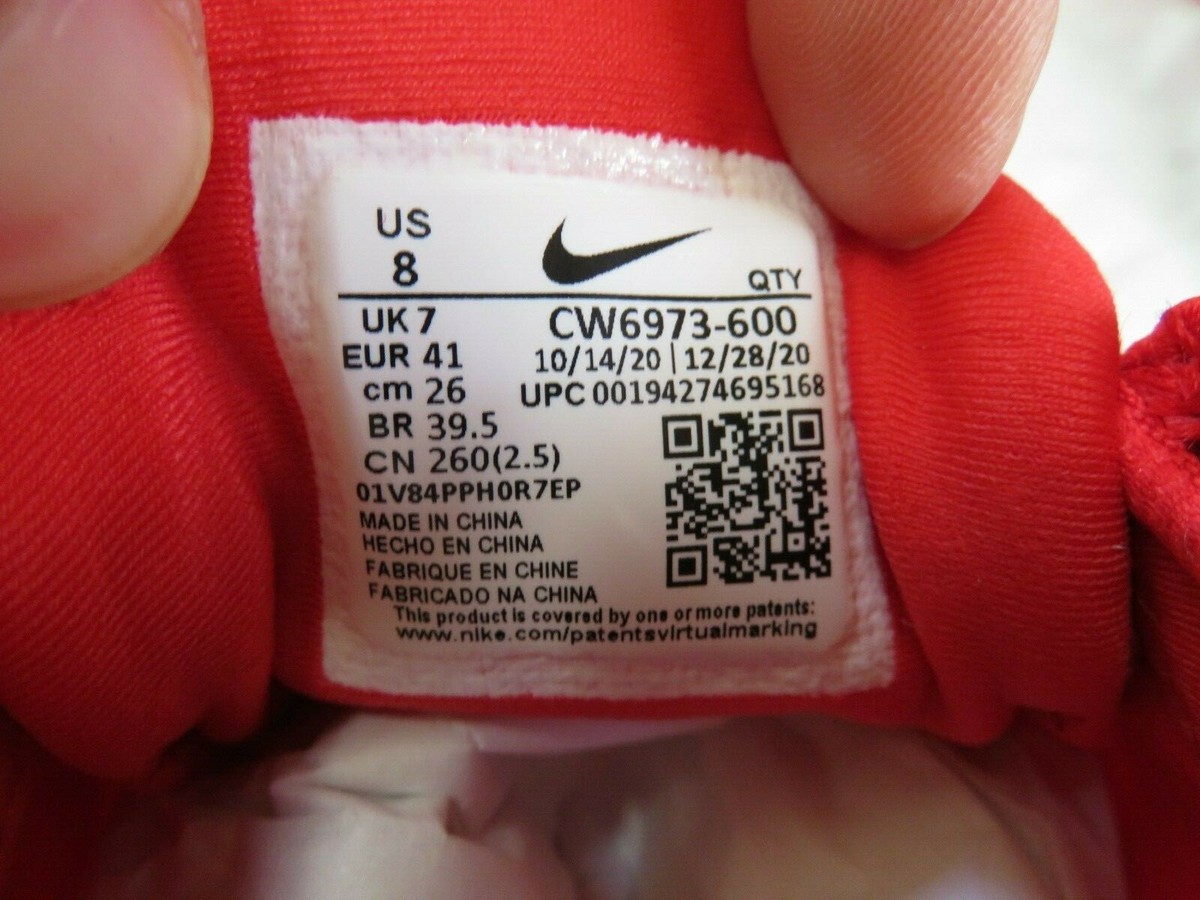 US
8
QTY
UK 7
CW6973-600
EUR 41
10/14/20 | 12/28/20
cm 26
UPC 00194274695168
BR 39.5
CN 260(2.5)
01V84PPH0R7EP
MADE IN CHINA
HECHO EN CHINA
FABRIQUE EN CHINE
FABRICADO NA CHINA
This product is covered by one or more patents:
www.nike.com/patentsvirtualmarking